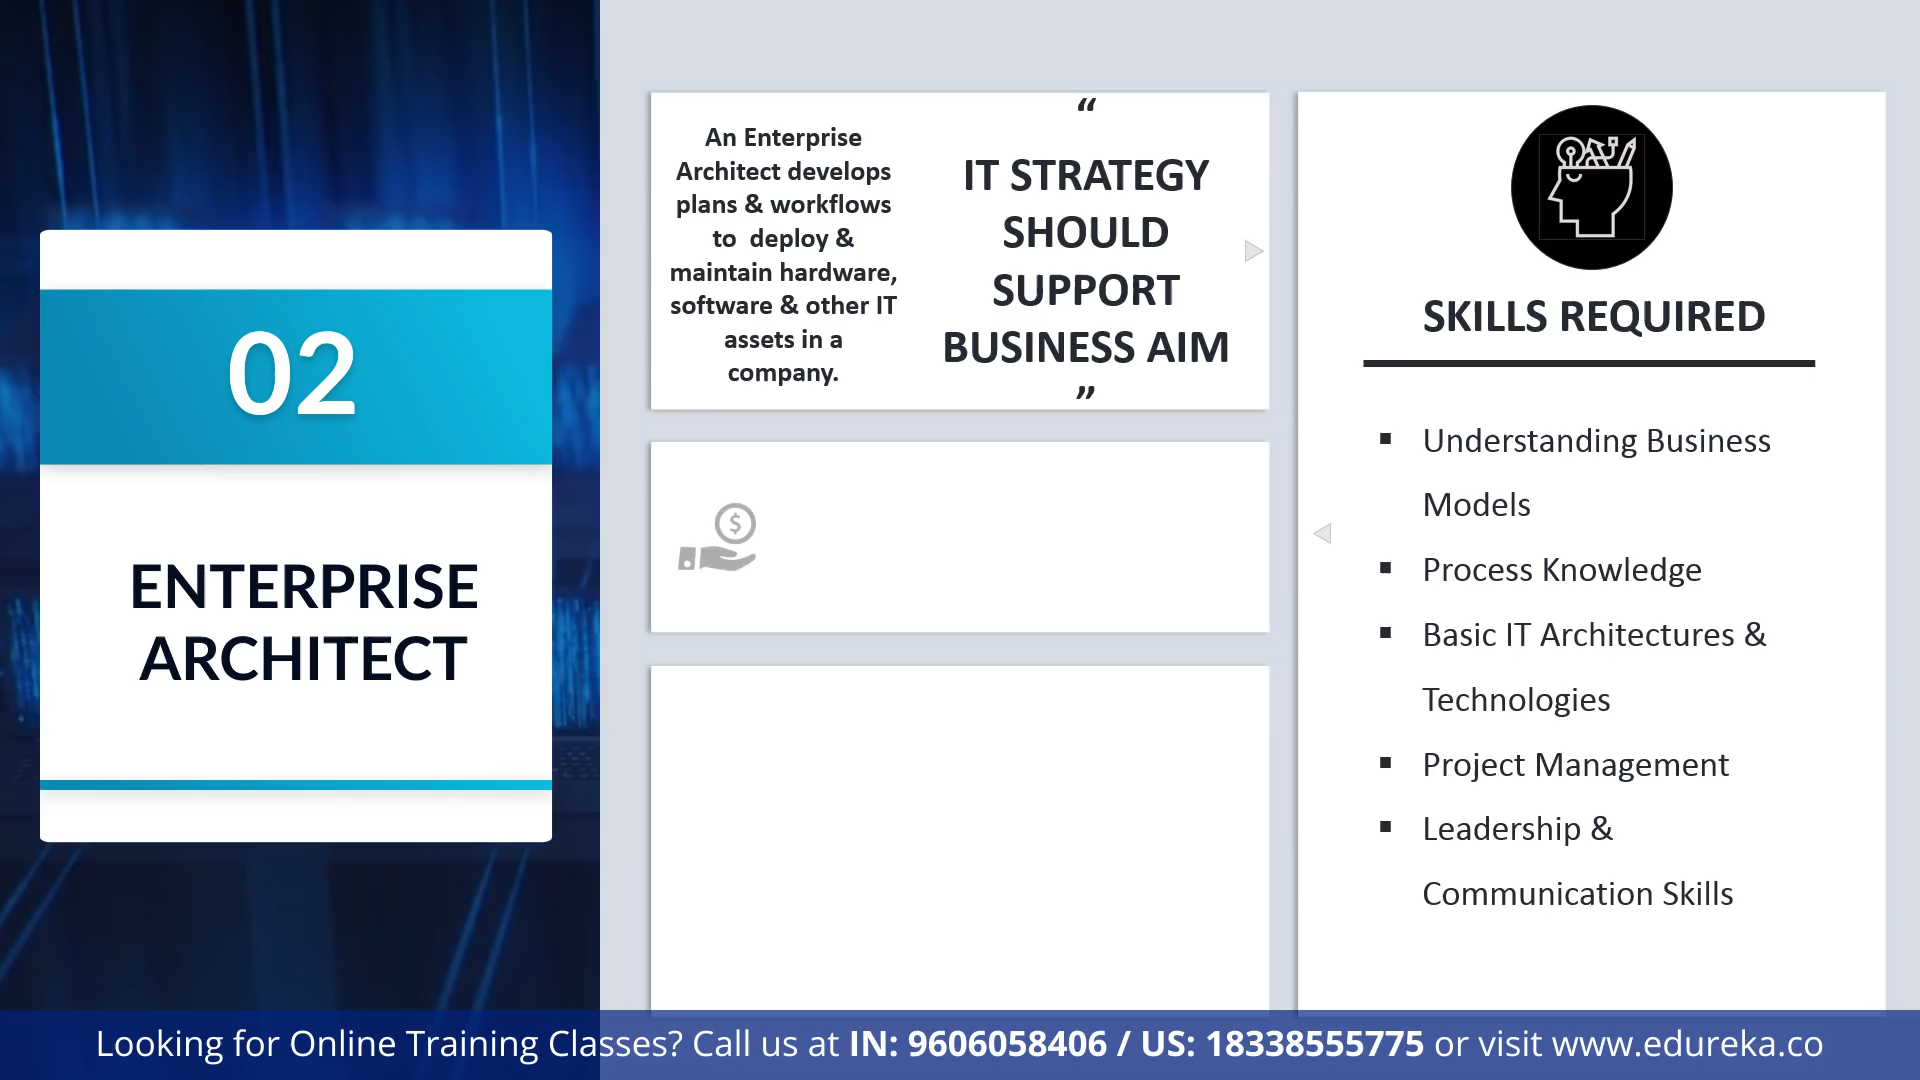 02
ENTERPRISE
ARCHITECT
An Enterprise
Architect develops
plans & workflows
to  deploy &
maintain hardware,
software & other IT
assets in a
company.
“
IT STRATEGY
SHOULD
SUPPORT
BUSINESS AIM
”
$
SKILLS REQUIRED
▪ Understanding Business
Models
▪ Process Knowledge
▪ Basic IT Architectures &
Technologies
▪ Project Management
▪ Leadership &
Communication Skills
Looking for Online Training Classes? Call us at IN: 9606058406 / US: 18338555775 or visit www.edureka.co